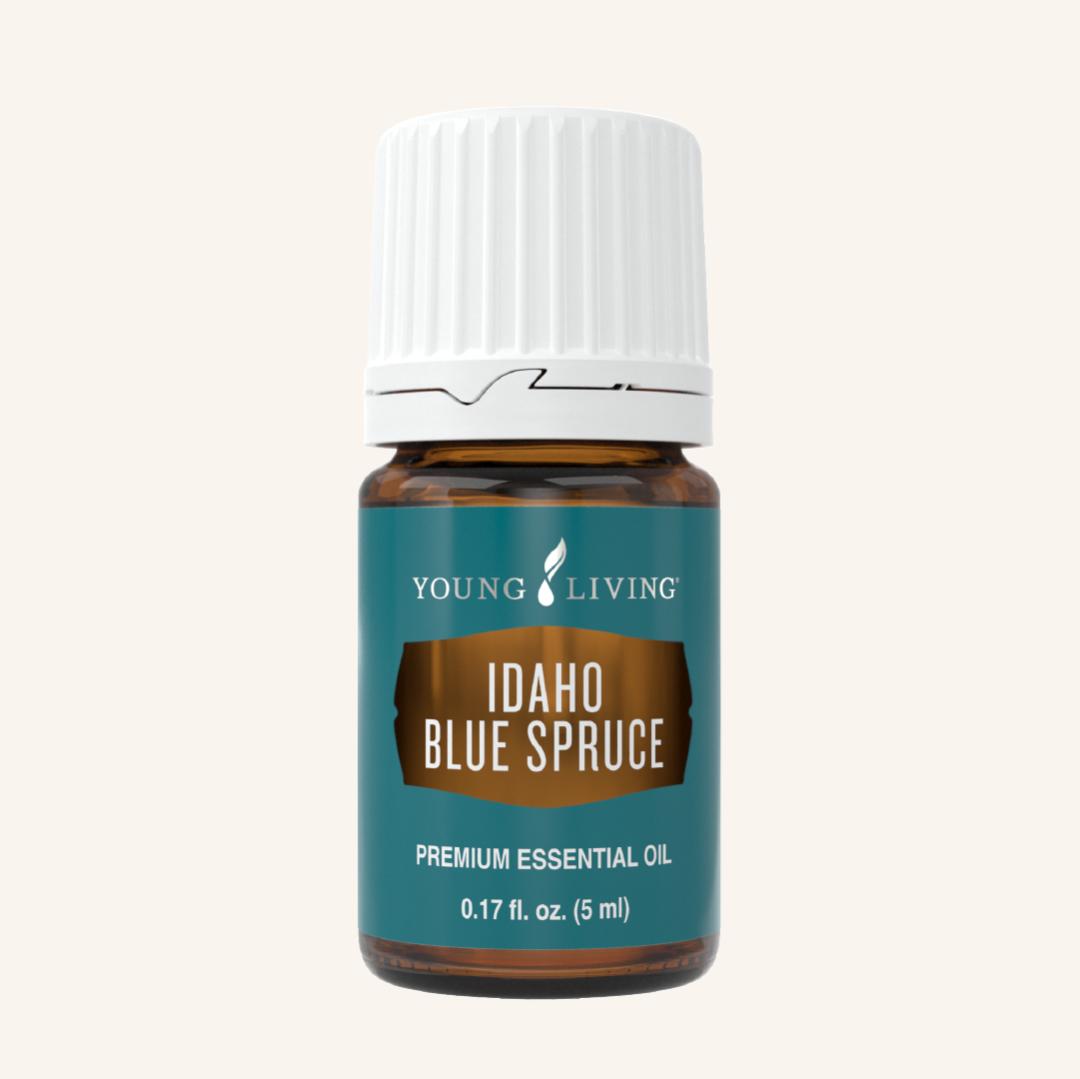 YOUNG LIVING®
IDAHO
BLUE SPRUCE
PREMIUM ESSENTIAL OIL
0.17 fl. oz. (5 ml)